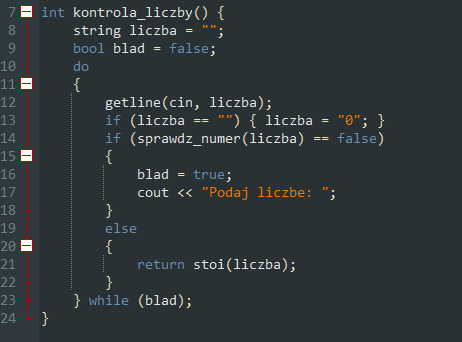 7 int kontrola_liczby() {
8 string liczba = "";
9 bool blad = false;
10 do
11 {
12 getline(cin, liczba);
13 if (liczba == "") { liczba = "0"; }
14 if (sprawdz_numer(liczba) == false)
15 {
16 blad = true;
17 cout << "Podaj liczbe: ";
18 }
19 else
20 {
21 return stoi(liczba);
22 }
23 } while (blad);
24 }